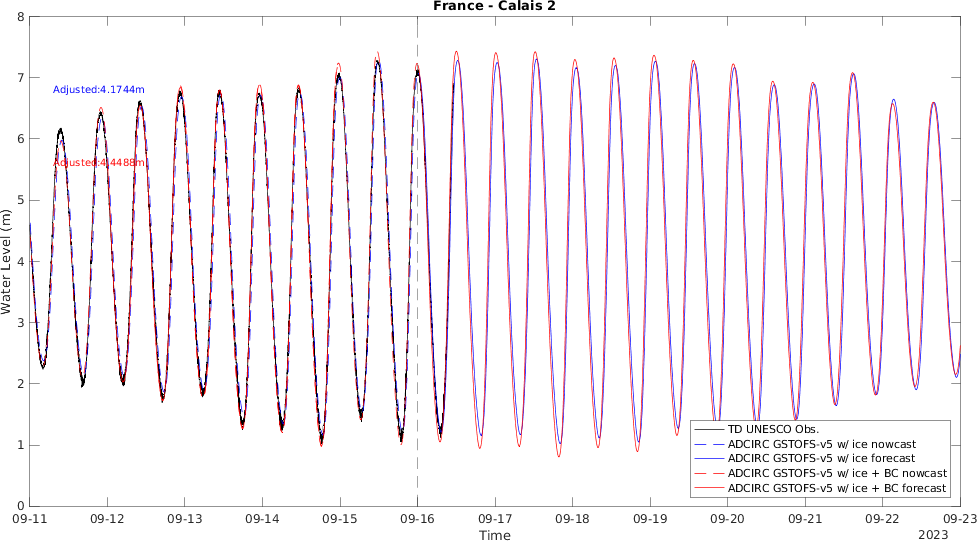 France - Calais 2
8
7
6
5
4
3
2
1
0
Water Level (m)
Adjusted:4.1744m
Adjusted:4.4488m
TD UNESCO Obs.
ADCIRC GSTOFS-v5 w/ ice nowcast
ADCIRC GSTOFS-v5 w/ ice forecast
ADCIRC GSTOFS-v5 w/ ice + BC nowcast
ADCIRC GSTOFS-v5 w/ ice + BC forecast
09-11 09-12 09-13 09-14 09-15 09-16 09-17 09-18 09-19 09-20 09-21 09-22 09-23
Time
2023